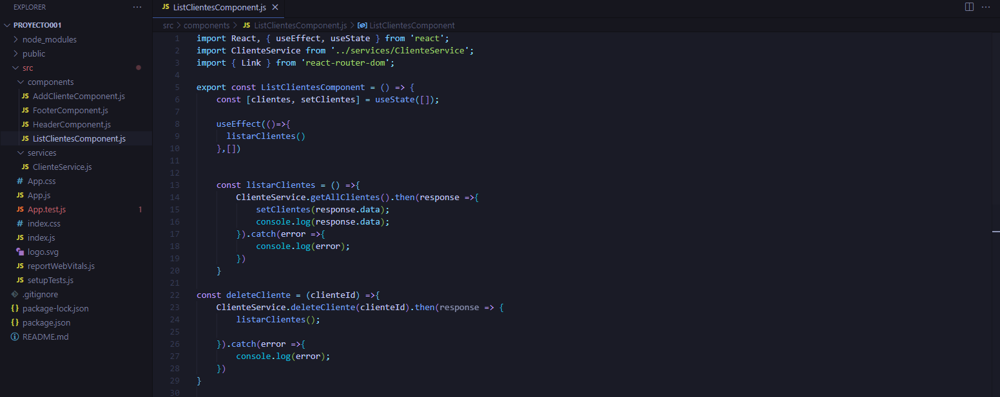 EXPLORER
PROYECTO001
node_modules
public
src
components
JS AddClienteComponent.js
JS FooterComponent.js
JS HeaderComponent.js
JS ListClientesComponent.js
services
JS ClienteService.js
# App.css
JS App.js
JS App.test.js 1
# index.css
JS index.js
logo.svg
JS reportWebVitals.js
JS setupTests.js
.gitignore
{} package-lock.json
{} package.json
README.md
JS ListClientesComponent.js ×
src > components > JS ListClientesComponent.js > ListClientesComponent
1 import React, { useEffect, useState } from 'react';
2 import ClienteService from '../services/ClienteService';
3 import { Link } from 'react-router-dom';
4
5 export const ListClientesComponent = () => {
6     const [clientes, setClientes] = useState([]);
7
8     useEffect(()=>{
9       listarClientes()
10     },[])
11
12
13     const listarClientes = () =>{
14         ClienteService.getAllClientes().then(response =>{
15             setClientes(response.data);
16             console.log(response.data);
17         }).catch(error =>{
18             console.log(error);
19         })
20     }
21
22 const deleteCliente = (clienteId) =>{
23     ClienteService.deleteCliente(clienteId).then(response => {
24         listarClientes();
25
26     }).catch(error =>{
27         console.log(error);
28     })
29 }
30